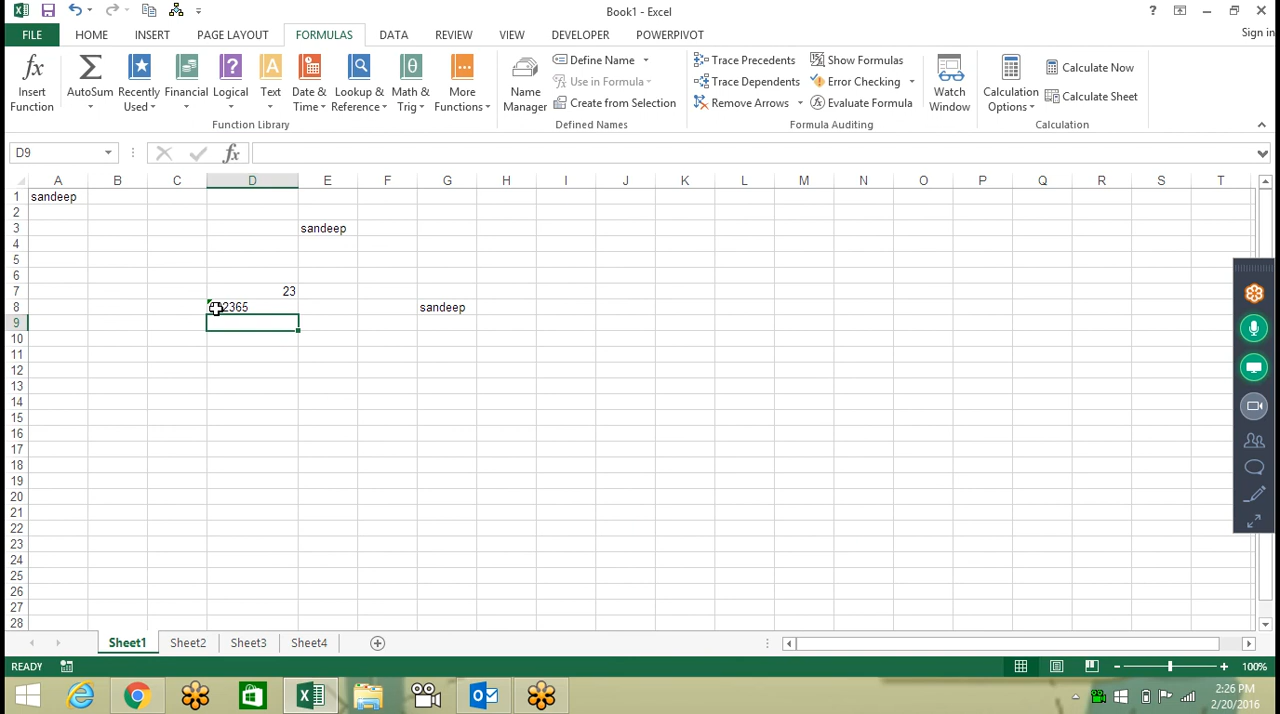 Book1 - Excel
?
FILE HOME INSERT PAGE LAYOUT FORMULAS DATA REVIEW VIEW DEVELOPER POWERPIVOT Sign in
fx Insert Function
Σ AutoSum
Recently Used
Financial
Logical
Text
Date & Time
Lookup & Reference
Math & Trig
More Functions
Function Library
Name Manager
Define Name
Use in Formula
Create from Selection
Defined Names
Trace Precedents
Trace Dependents
Remove Arrows
Show Formulas
Error Checking
Evaluate Formula
Formula Auditing
Watch Window
Calculation Options
Calculate Now
Calculate Sheet
Calculation
D9 fx
A B C D E F G H I J K L M N O P Q R S T
1 sandeep
2
3 sandeep
4
5
6
7 23
8 2365 sandeep
9
10
11
12
13
14
15
16
17
18
19
20
21
22
23
24
25
26
27
28
Sheet1 Sheet2 Sheet3 Sheet4
READY 100%
2:26 PM
2/20/2016